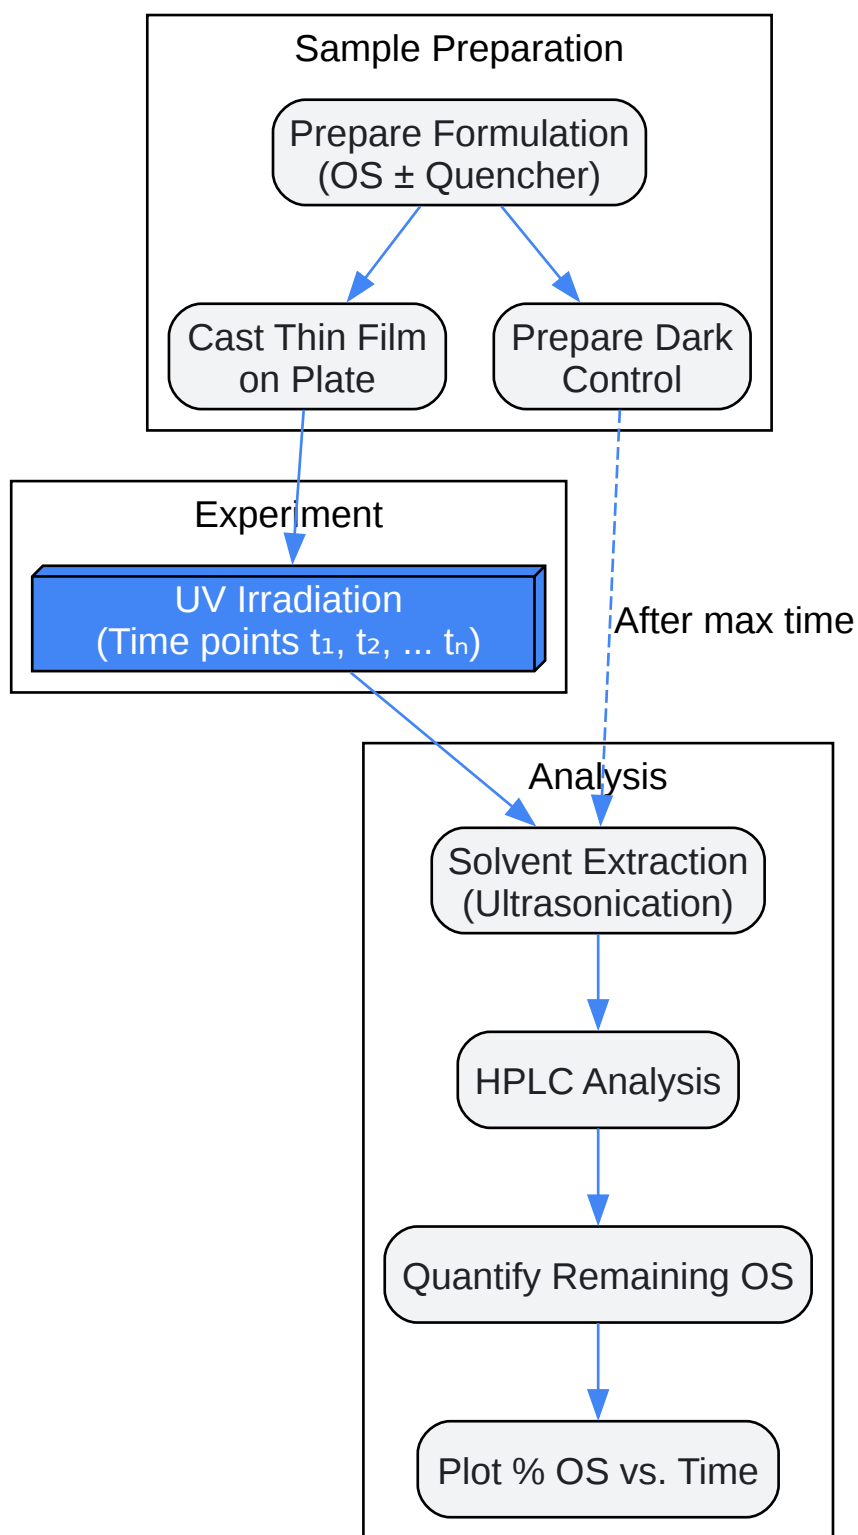 Sample Preparation
Prepare Formulation
(OS ± Quencher)
Cast Thin Film
on Plate
Prepare Dark
Control
Experiment
UV Irradiation
(Time points t₁, t₂, ... tₙ)
After max time
Analysis
Solvent Extraction
(Ultrasonication)
HPLC Analysis
Quantify Remaining OS
Plot % OS vs. Time